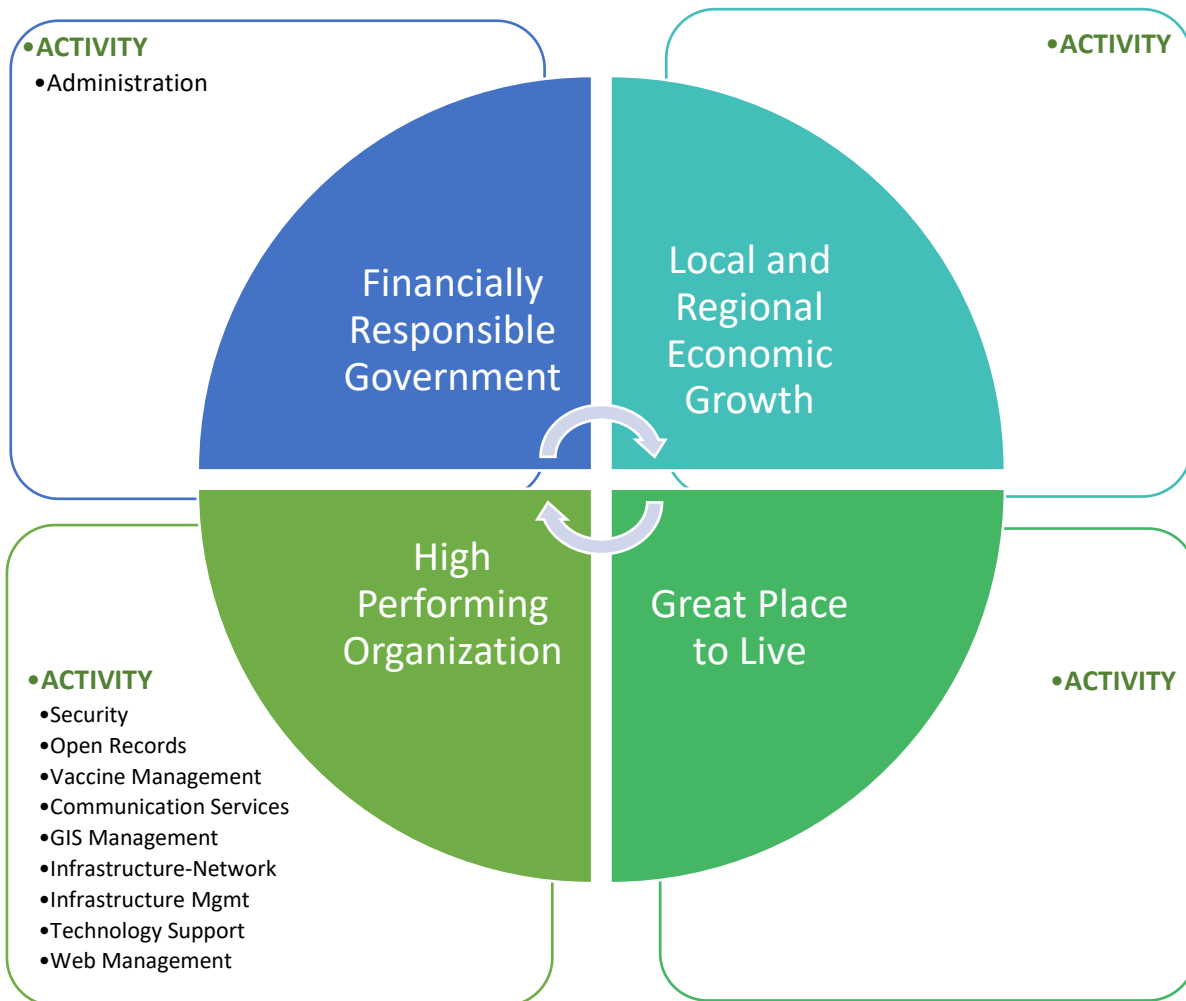 •ACTIVITY
•Administration
•ACTIVITY
Financially
Responsible
Government
Local and
Regional
Economic
Growth
High
Performing
Organization
Great Place
to Live
•ACTIVITY
•Security
•Open Records
•Vaccine Management
•Communication Services
•GIS Management
•Infrastructure-Network
•Infrastructure Mgmt
•Technology Support
•Web Management
•ACTIVITY